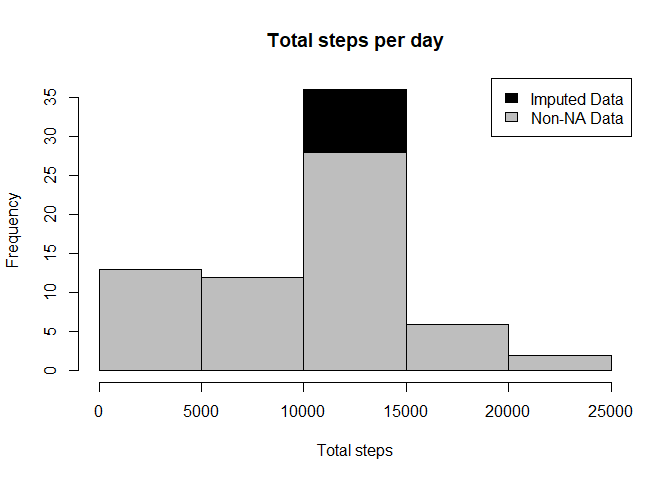 Total steps per day
Imputed Data
Non-NA Data
Frequency
35
30
25
20
15
10
5
0
0 5000 10000 15000 20000 25000
Total steps